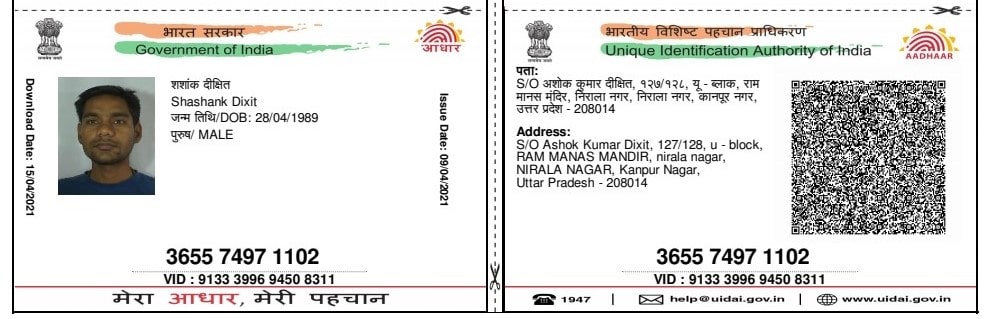 भारत सरकार
Government of India
आधार
Download Date: 15/04/2021
शशांक दीक्षित
Shashank Dixit
जन्म तिथि/DOB: 28/04/1989
पुरुष/ MALE
Issue Date: 09/04/2021
3655 7497 1102
VID : 9133 3996 9450 8311
मेरा आधार, मेरी पहचान
भारतीय विशिष्ट पहचान प्राधिकरण
Unique Identification Authority of India
AADHAAR
पता:
S/O अशोक कुमार दीक्षित, १२७/१२८, यू - ब्लाक, राम
मानस मंदिर, निराला नगर, निराला नगर, कानपुर नगर,
उत्तर प्रदेश - 208014
Address:
S/O Ashok Kumar Dixit, 127/128, u - block,
RAM MANAS MANDIR, nirala nagar,
NIRALA NAGAR, Kanpur Nagar,
Uttar Pradesh - 208014
3655 7497 1102
VID : 9133 3996 9450 8311
1947 | help@uidai.gov.in | www.uidai.gov.in